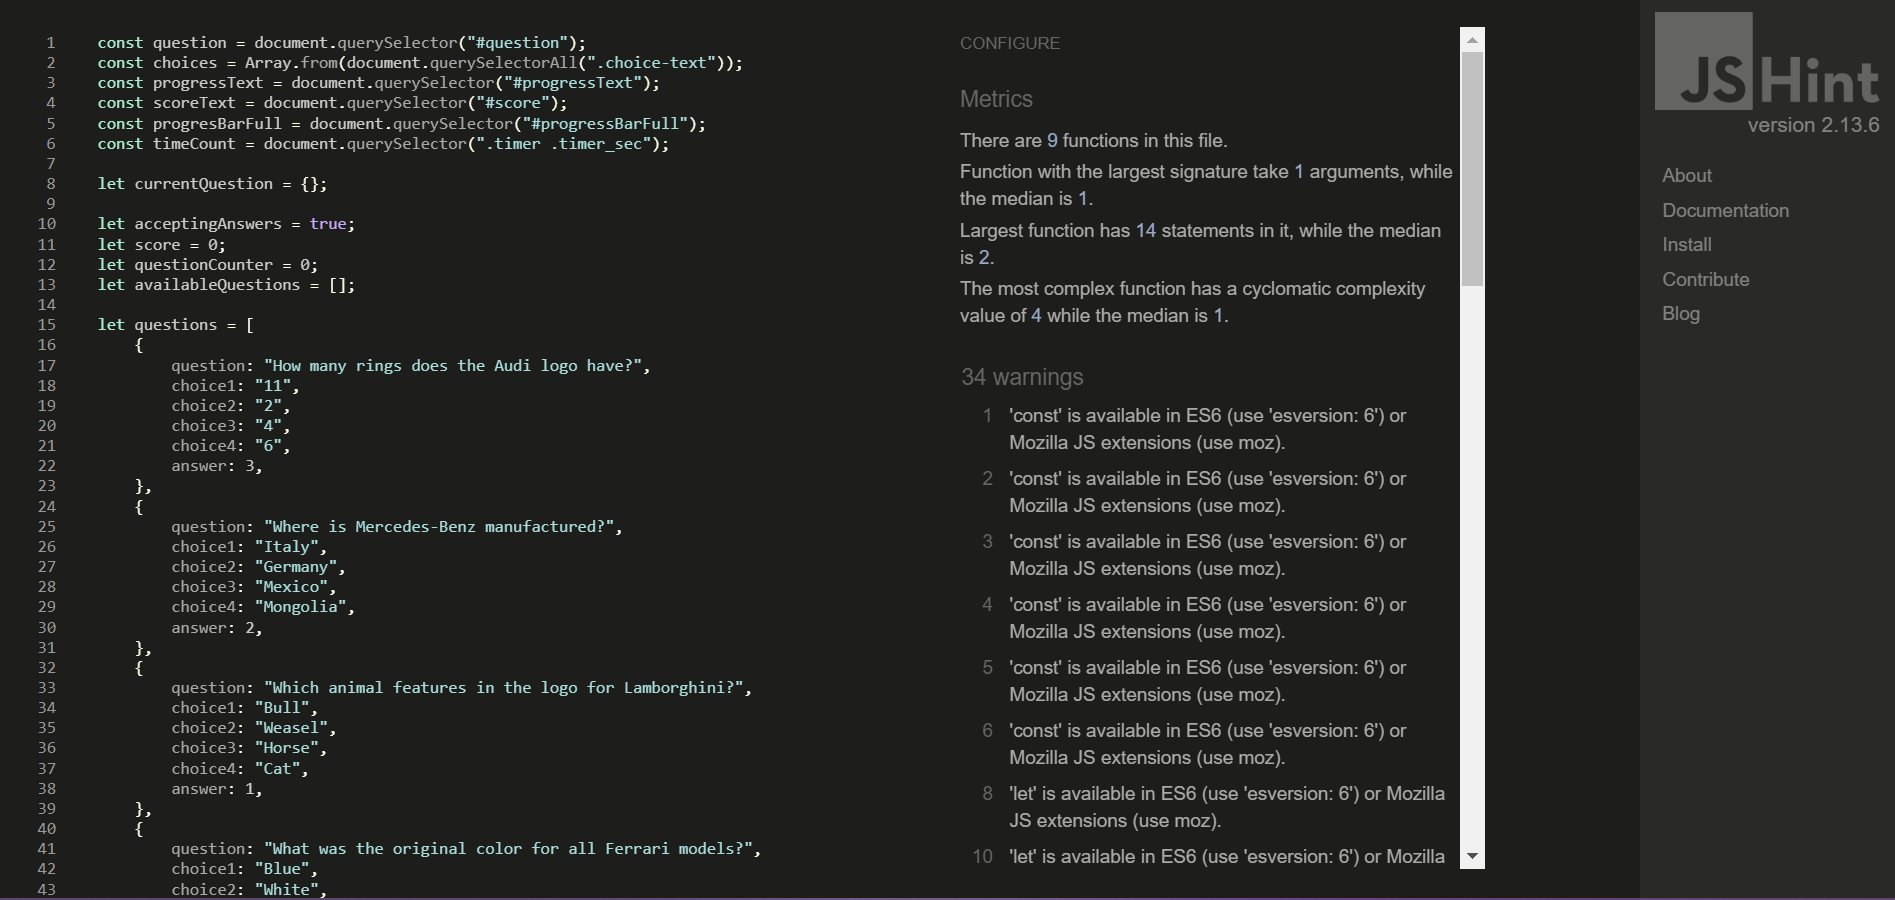 1 const question = document.querySelector("#question");
2 const choices = Array.from(document.querySelectorAll(".choice-text"));
3 const progressText = document.querySelector("#progressText");
4 const scoreText = document.querySelector("#score");
5 const progresBarFull = document.querySelector("#progressBarFull");
6 const timeCount = document.querySelector(".timer .timer_sec");
7
8 let currentQuestion = {};
9
10 let acceptingAnswers = true;
11 let score = 0;
12 let questionCounter = 0;
13 let availableQuestions = [];
14
15 let questions = [
16 {
17 question: "How many rings does the Audi logo have?",
18 choice1: "11",
19 choice2: "2",
20 choice3: "4",
21 choice4: "6",
22 answer: 3,
23 },
24 {
25 question: "Where is Mercedes-Benz manufactured?",
26 choice1: "Italy",
27 choice2: "Germany",
28 choice3: "Mexico",
29 choice4: "Mongolia",
30 answer: 2,
31 },
32 {
33 question: "Which animal features in the logo for Lamborghini?",
34 choice1: "Bull",
35 choice2: "Weasel",
36 choice3: "Horse",
37 choice4: "Cat",
38 answer: 1,
39 },
40 {
41 question: "What was the original color for all Ferrari models?",
42 choice1: "Blue",
43 choice2: "White",
CONFIGURE
Metrics
There are 9 functions in this file.
Function with the largest signature take 1 arguments, while
the median is 1.
Largest function has 14 statements in it, while the median
is 2.
The most complex function has a cyclomatic complexity
value of 4 while the median is 1.
34 warnings
1 'const' is available in ES6 (use 'esversion: 6') or
Mozilla JS extensions (use moz).
2 'const' is available in ES6 (use 'esversion: 6') or
Mozilla JS extensions (use moz).
3 'const' is available in ES6 (use 'esversion: 6') or
Mozilla JS extensions (use moz).
4 'const' is available in ES6 (use 'esversion: 6') or
Mozilla JS extensions (use moz).
5 'const' is available in ES6 (use 'esversion: 6') or
Mozilla JS extensions (use moz).
6 'const' is available in ES6 (use 'esversion: 6') or
Mozilla JS extensions (use moz).
8 'let' is available in ES6 (use 'esversion: 6') or Mozilla
JS extensions (use moz).
10 'let' is available in ES6 (use 'esversion: 6') or Mozilla
JSHint
version 2.13.6
About
Documentation
Install
Contribute
Blog